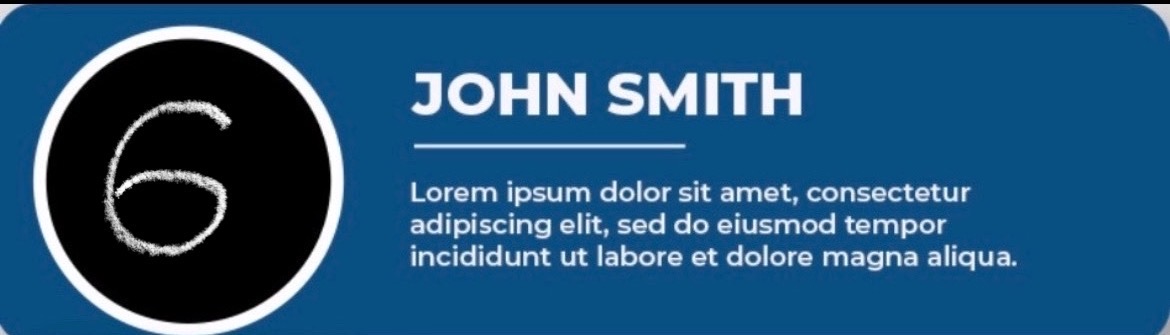 6
JOHN SMITH
Lorem ipsum dolor sit amet, consectetur
adipiscing elit, sed do eiusmod tempor
incididunt ut labore et dolore magna aliqua.